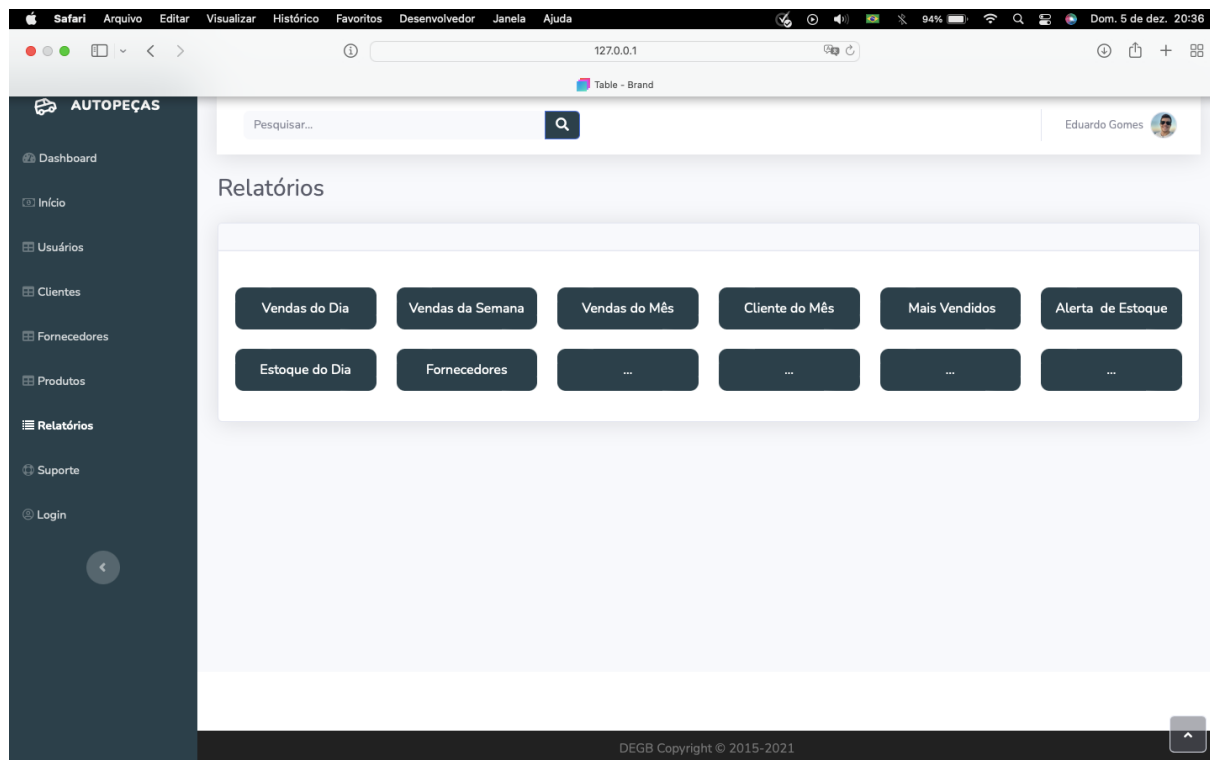 Safari Arquivo Editar Visualizar Histórico Favoritos Desenvolvedor Janela Ajuda 94% Dom. 5 de dez. 20:36
127.0.0.1
Table - Brand
AUTOPEÇAS
Pesquisar...
Eduardo Gomes
Dashboard
Início
Usuários
Clientes
Fornecedores
Produtos
Relatórios
Suporte
Login
Relatórios
Vendas do Dia Vendas da Semana Vendas do Mês Cliente do Mês Mais Vendidos Alerta de Estoque
Estoque do Dia Fornecedores ... ... ... ...
DEGB Copyright © 2015-2021